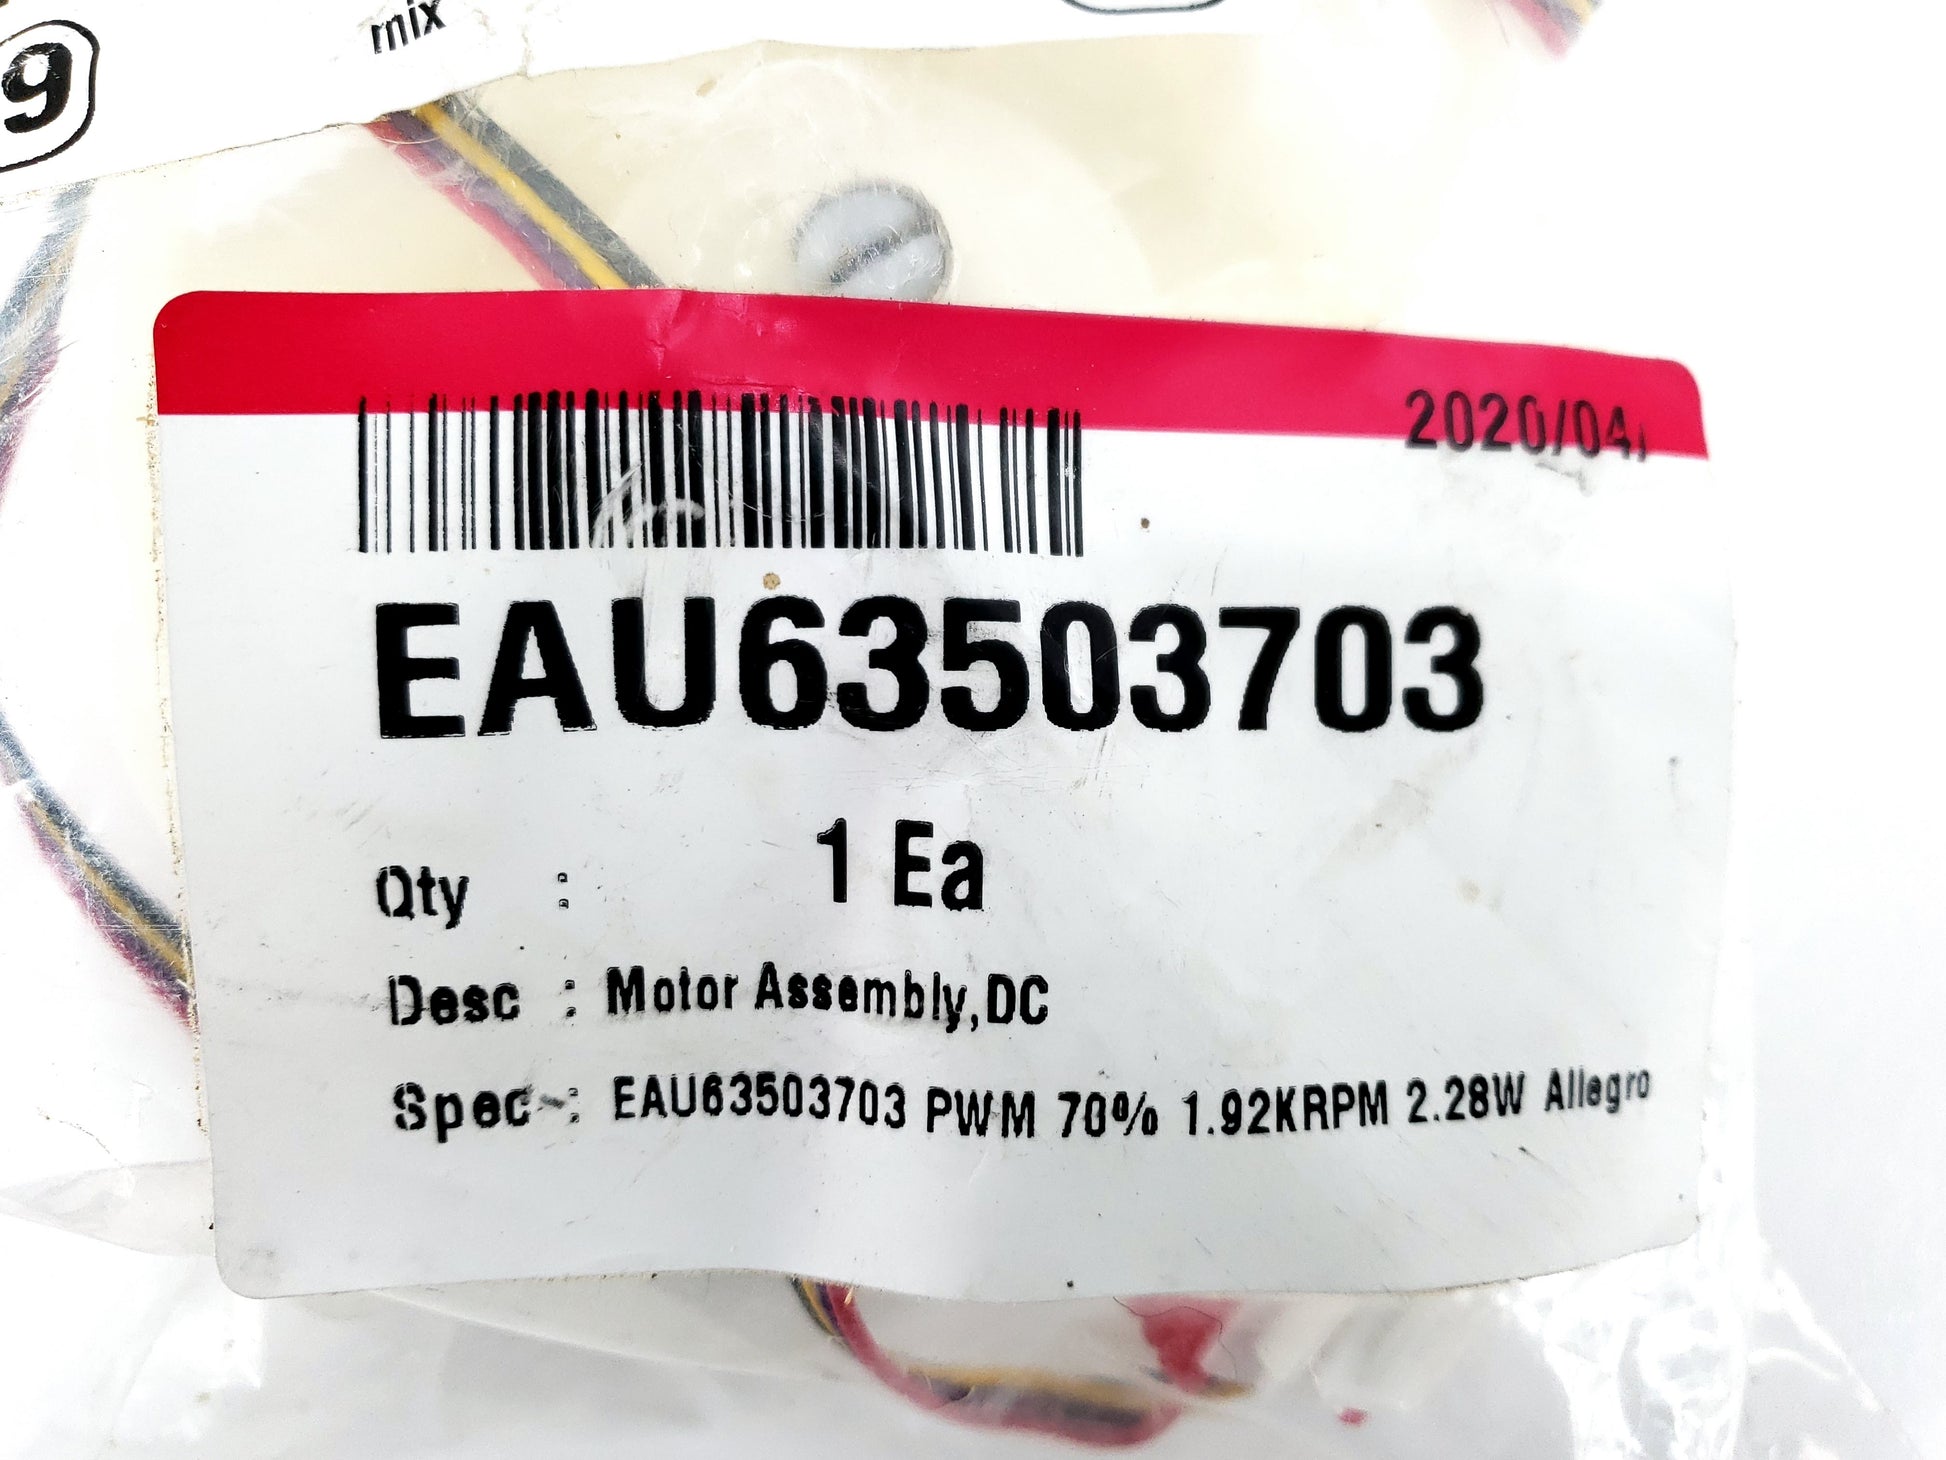 9
mix
2020/04/
EAU63503703
Qty : 1 Ea
Desc : Motor Assembly,DC
Spec : EAU63503703 PWM 70% 1.92KRPM 2.28W Allegro